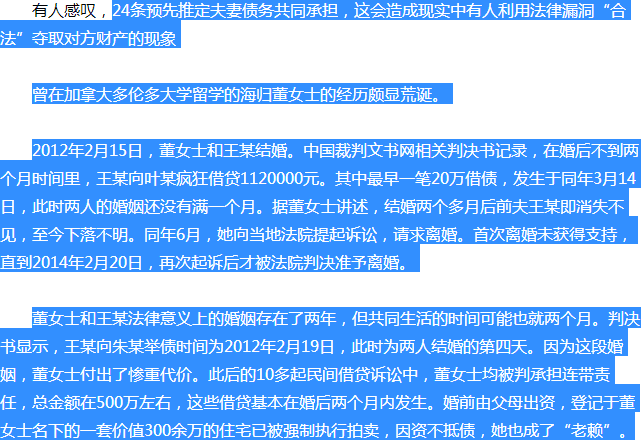 有人感叹，24条预先推定夫妻债务共同承担，这会造成现实中有人利用法律漏洞“合
法”夺取对方财产的现象
曾在加拿大多伦多大学留学的海归董女士的经历颇显荒诞。
2012年2月15日，董女士和王某结婚。中国裁判文书网相关判决书记录，在婚后不到两
个月时间里，王某向叶某疯狂借贷1120000元。其中最早一笔20万借债，发生于同年3月14
日，此时两人的婚姻还没有满一个月。据董女士讲述，结婚两个多月后前夫王某即消失不
见，至今下落不明。同年6月，她向当地法院提起诉讼，请求离婚。首次离婚未获得支持，
直到2014年2月20日，再次起诉后才被法院判决准予离婚。
董女士和王某法律意义上的婚姻存在了两年，但共同生活的时间可能也就两个月。判决
书显示，王某向朱某举债时间为2012年2月19日，此时为两人结婚的第四天。因为这段婚
姻，董女士付出了惨重代价。此后的10多起民间借贷诉讼中，董女士均被判承担连带责
任，总金额在500万左右，这些借贷基本在婚后两个月内发生。婚前由父母出资，登记于董
女士名下的一套价值300余万的住宅已被强制执行拍卖，因资不抵债，她也成了“老赖”。